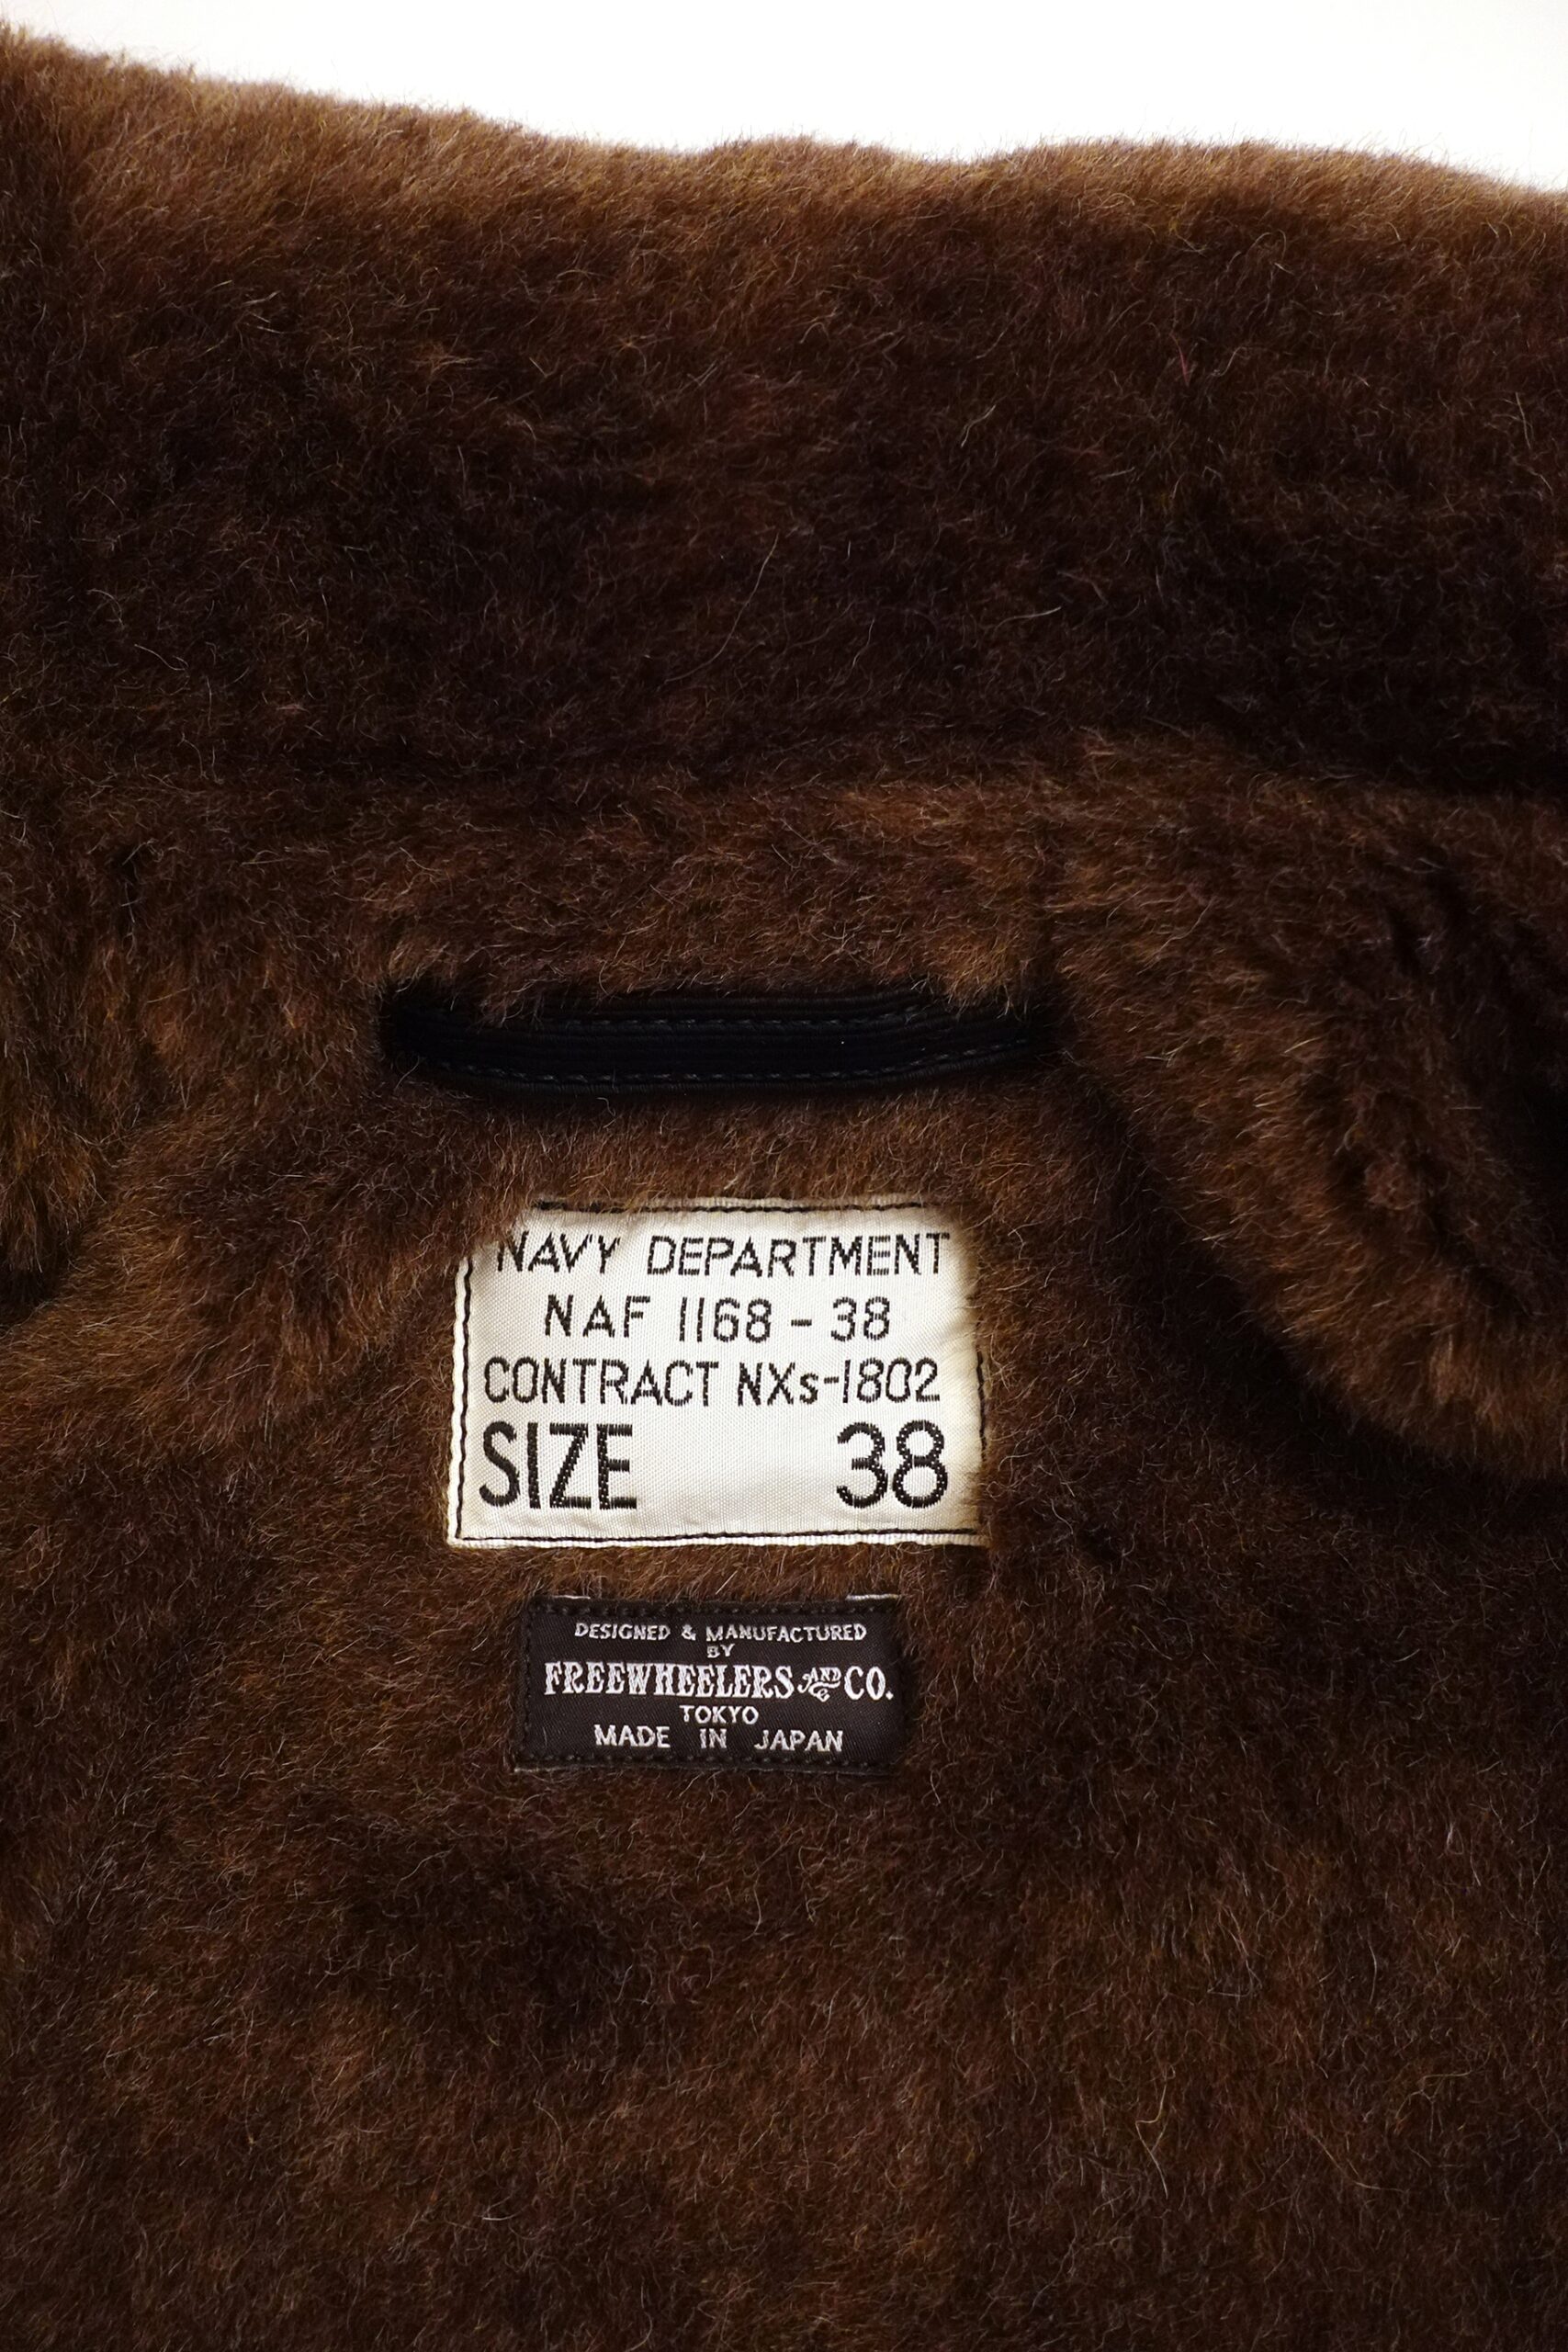 NAVY DEPARTMENT
NAF 1168 - 38
CONTRACT NXs-1802
SIZE 38
DESIGNED & MANUFACTURED
BY
FREEWHEELERS AND CO.
TOKYO
MADE IN JAPAN